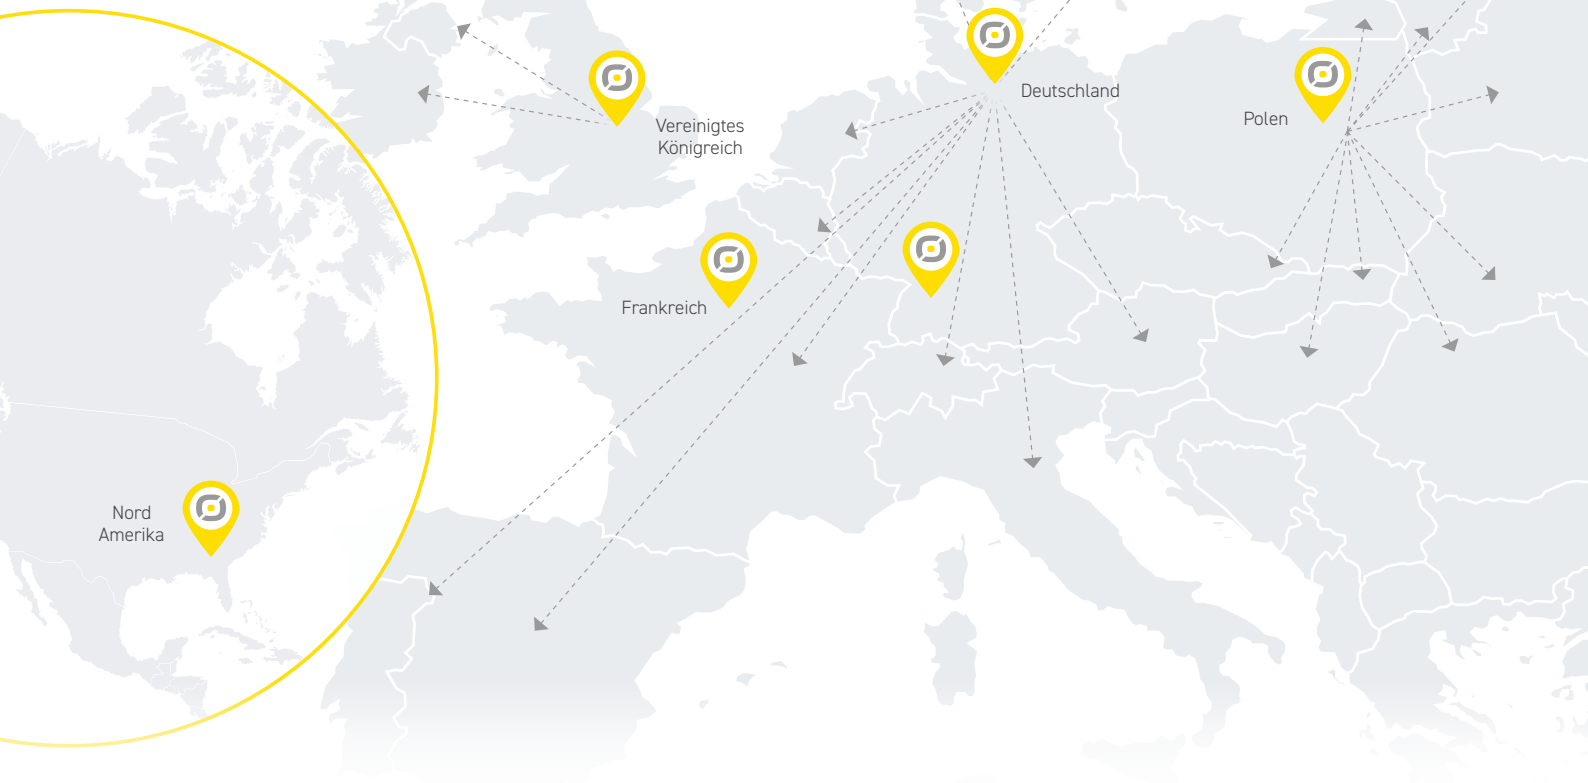 Deutschland
Polen
Vereinigtes
Königreich
Frankreich
Nord
Amerika